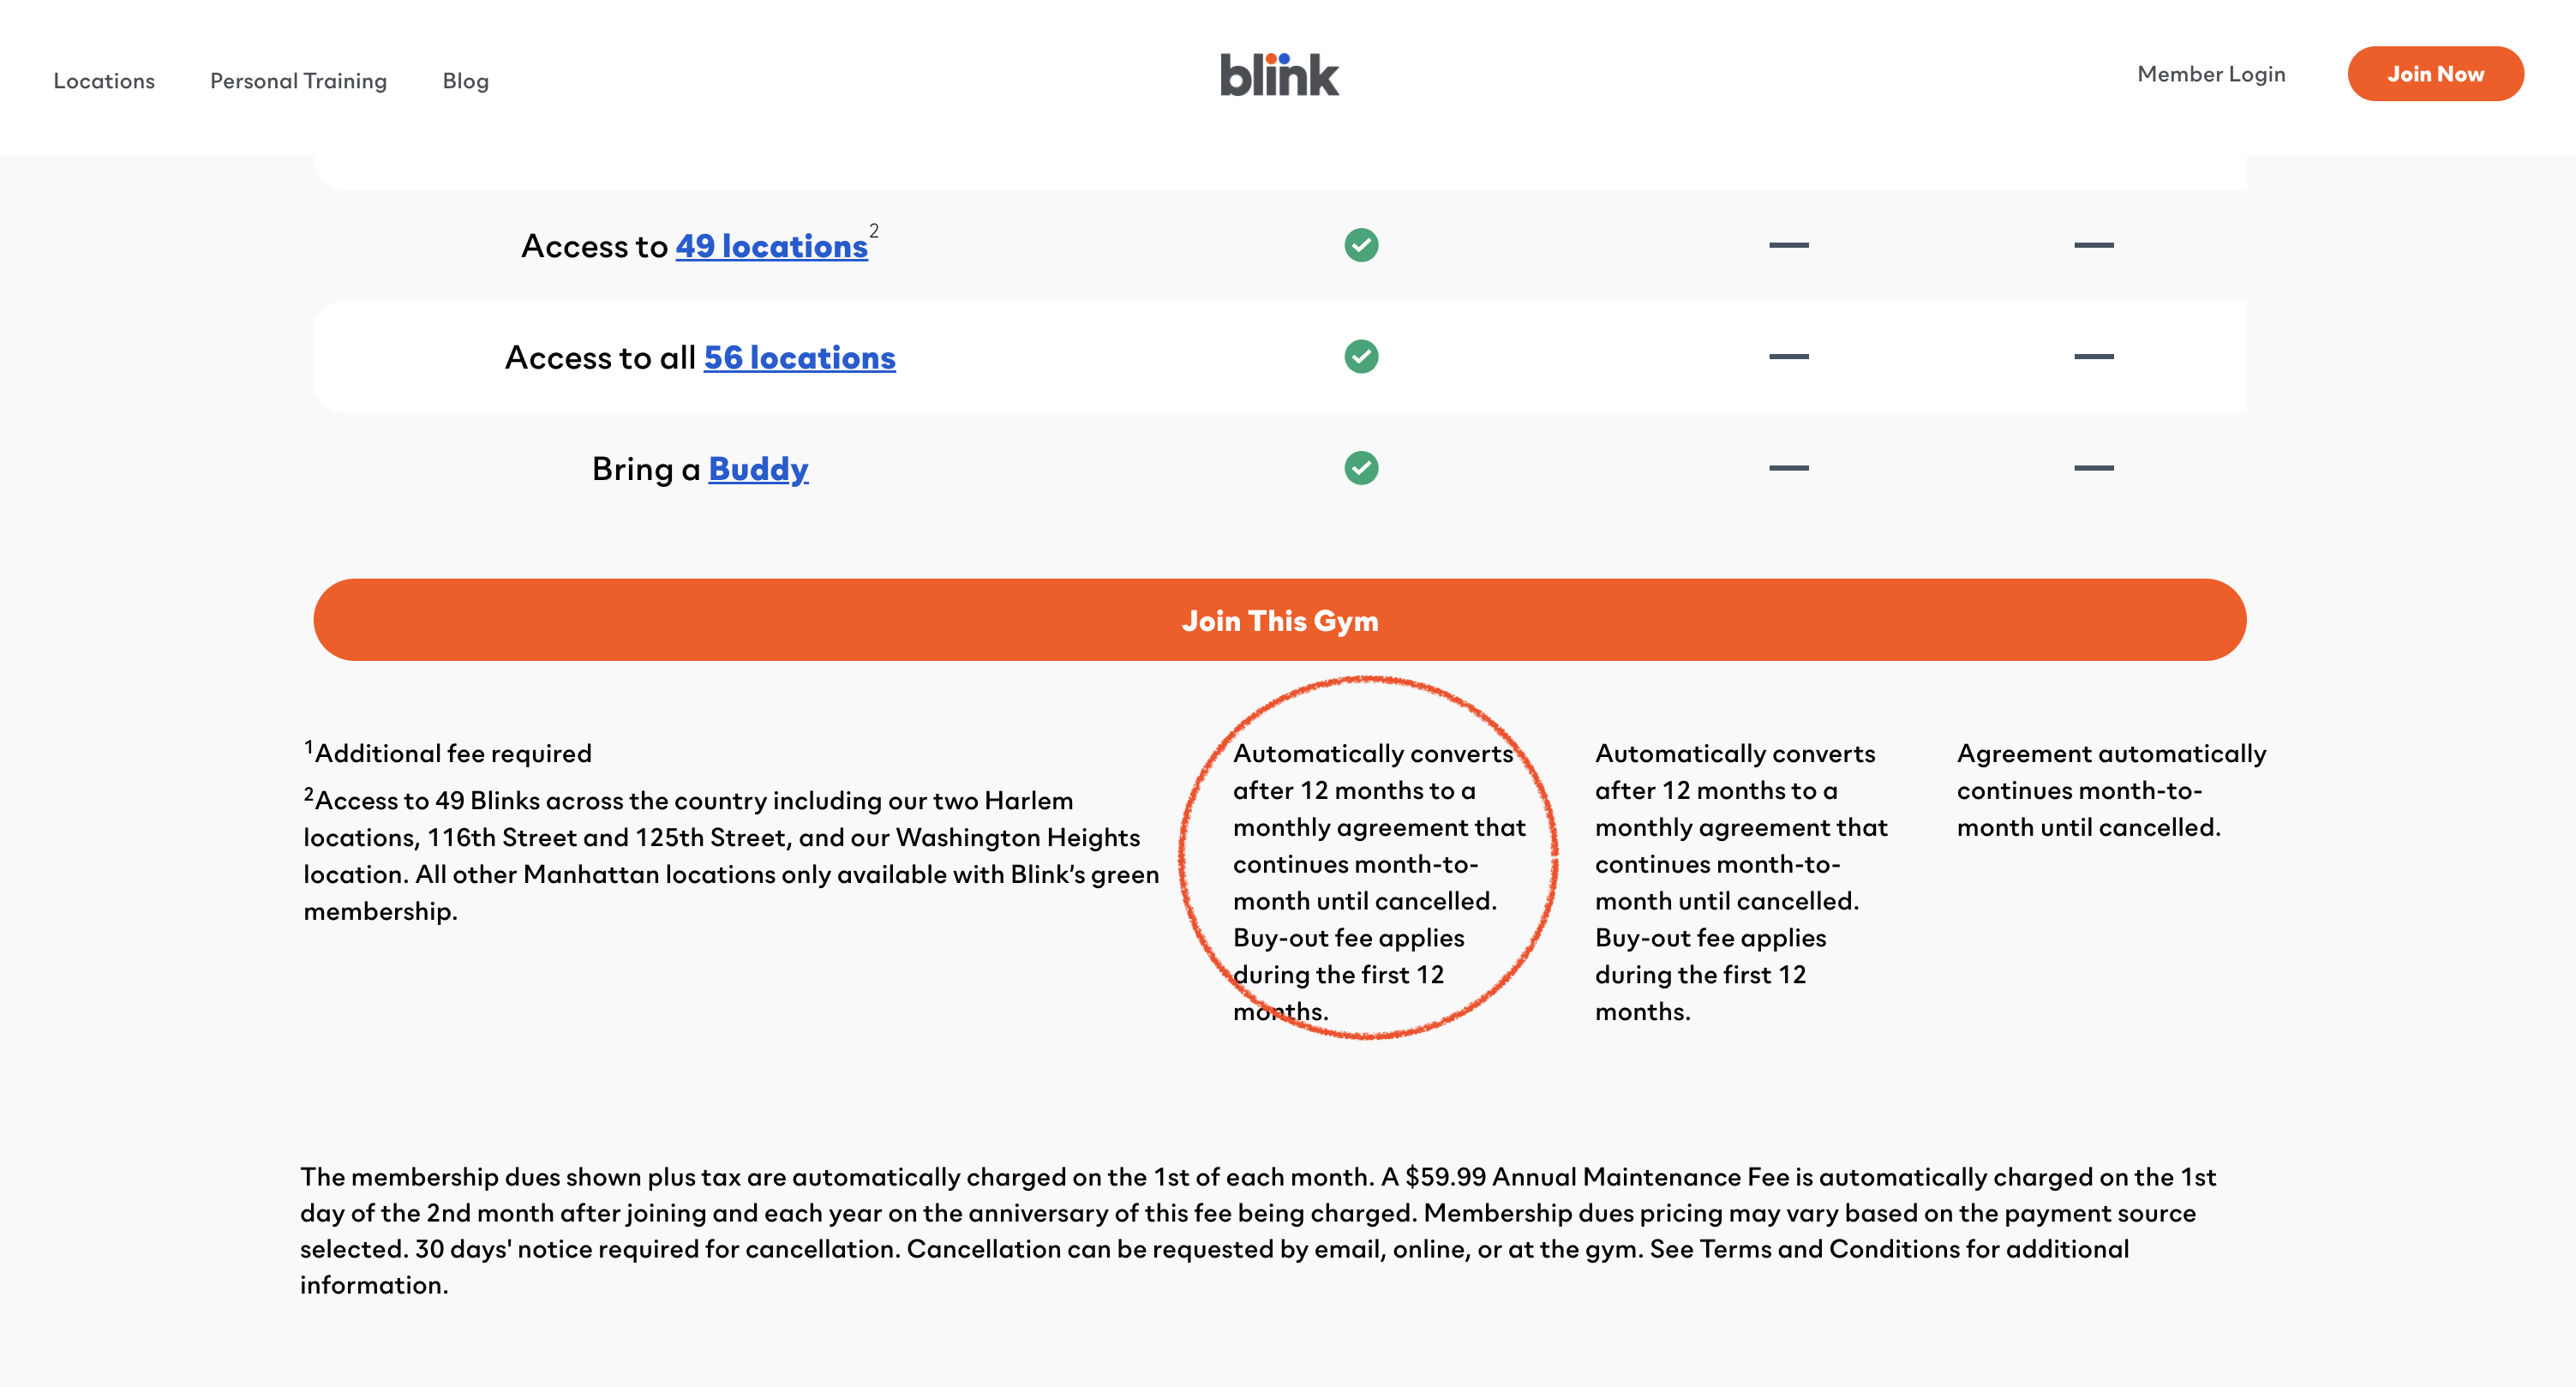 Locations
Personal Training
Blog
blink
Member Login
Join Now
Access to 49 locations2
Access to all 56 locations
Bring a Buddy
Join This Gym
1Additional fee required
2Access to 49 Blinks across the country including our two Harlem
locations, 116th Street and 125th Street, and our Washington Heights
location. All other Manhattan locations only available with Blink's green
membership.
Automatically converts
after 12 months to a
monthly agreement that
continues month-to-
month until cancelled.
Buy-out fee applies
during the first 12
months.
Automatically converts
after 12 months to a
monthly agreement that
continues month-to-
month until cancelled.
Buy-out fee applies
during the first 12
months.
Agreement automatically
continues month-to-
month until cancelled.
The membership dues shown plus tax are automatically charged on the 1st of each month. A $59.99 Annual Maintenance Fee is automatically charged on the 1st
day of the 2nd month after joining and each year on the anniversary of this fee being charged. Membership dues pricing may vary based on the payment source
selected. 30 days' notice required for cancellation. Cancellation can be requested by email, online, or at the gym. See Terms and Conditions for additional
information.